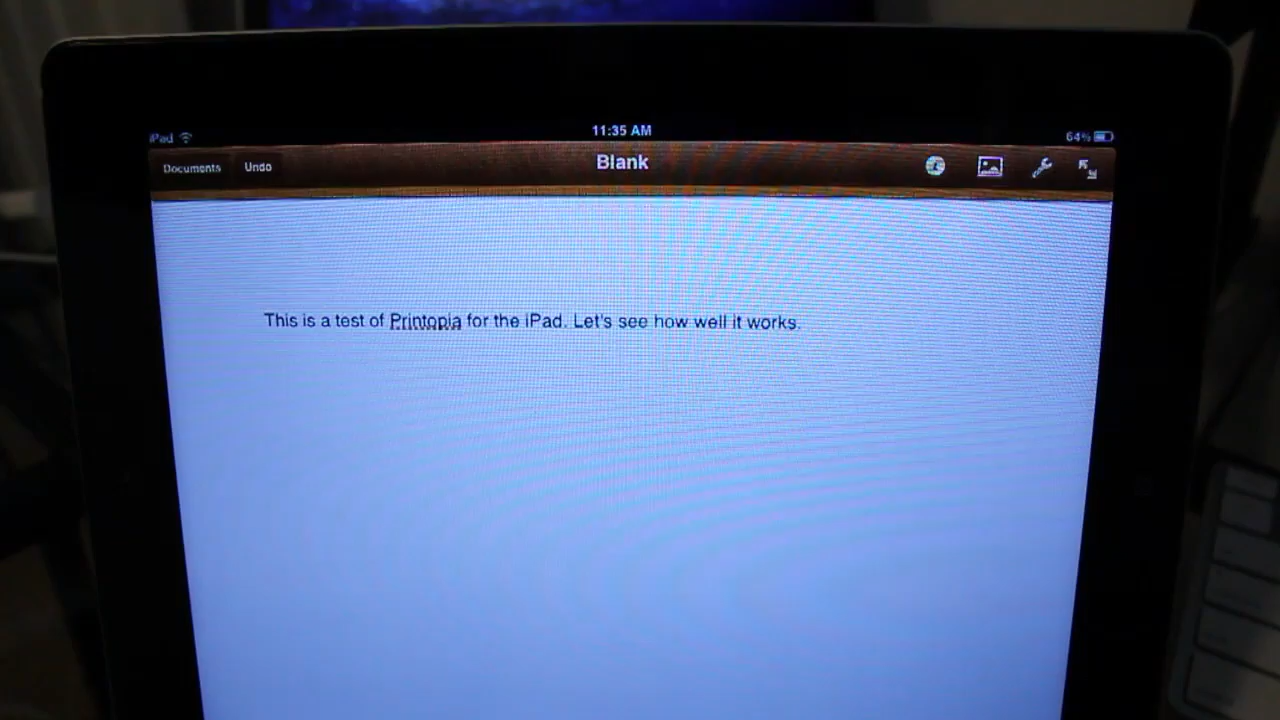 iPad 11:35 AM 64%
Documents Undo Blank
This is a test of Printopia for the iPad. Let's see how well it works.